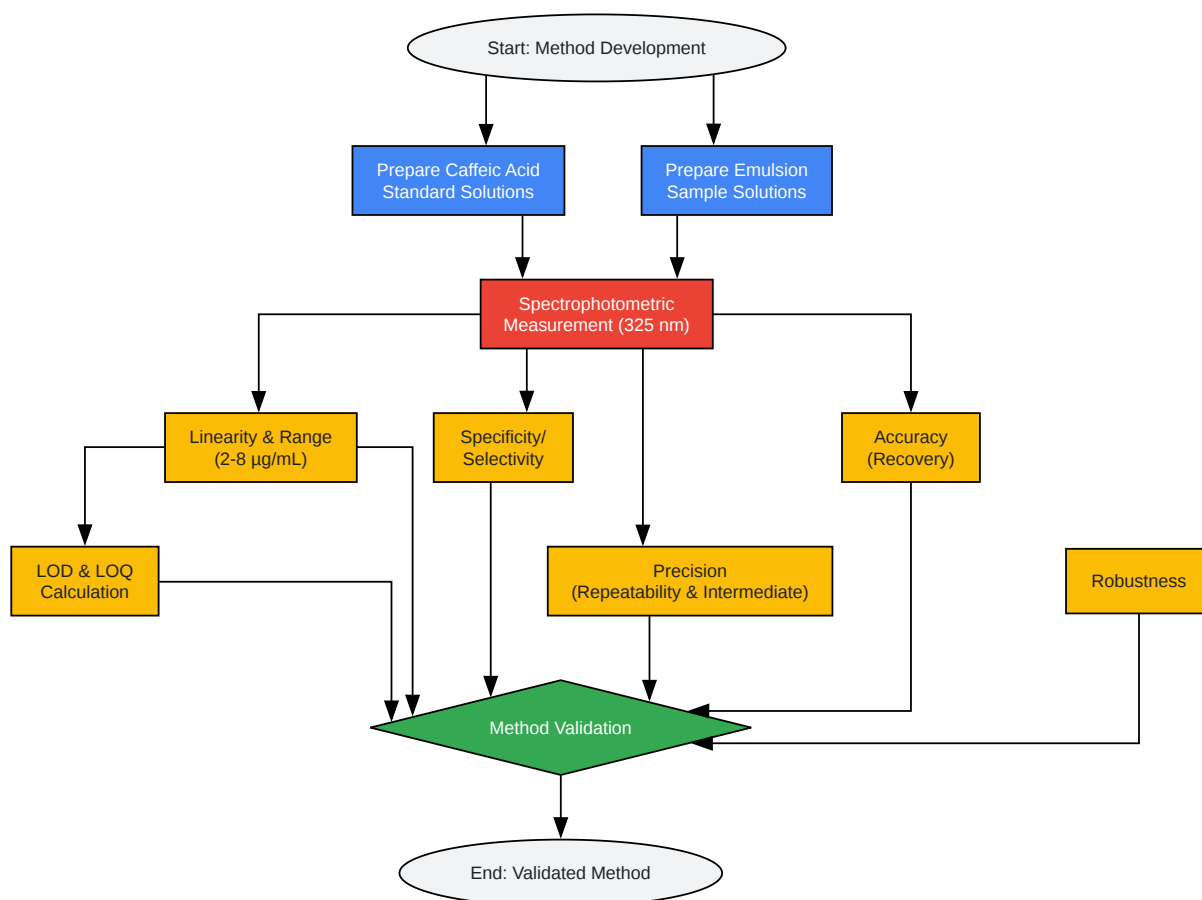 Start: Method Development
Prepare Caffeic Acid
Standard Solutions
Prepare Emulsion
Sample Solutions
Spectrophotometric
Measurement (325 nm)
Linearity & Range
(2-8 µg/mL)
Specificity/
Selectivity
Accuracy
(Recovery)
LOD & LOQ
Calculation
Precision
(Repeatability & Intermediate)
Robustness
Method Validation
End: Validated Method